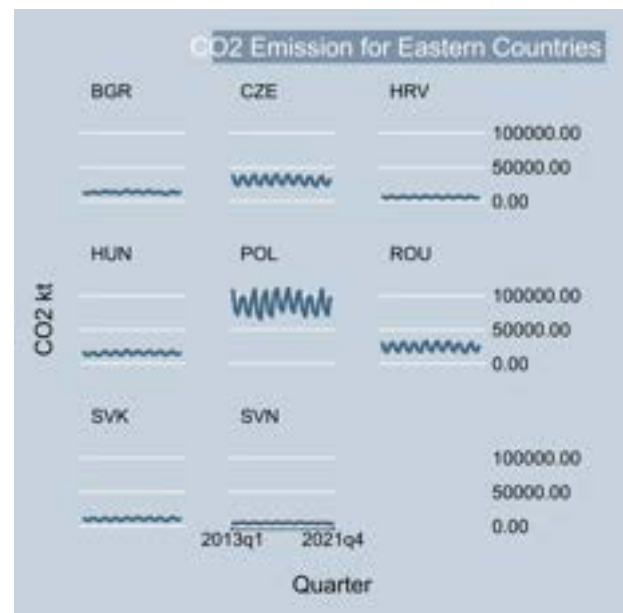 CO2 Emission for Eastern Countries
BGR CZE HRV
100000.00
50000.00
0.00
HUN POL ROU
100000.00
50000.00
0.00
SVK SVN
100000.00
50000.00
0.00
2013q1 2021q4
CO2 kt
Quarter